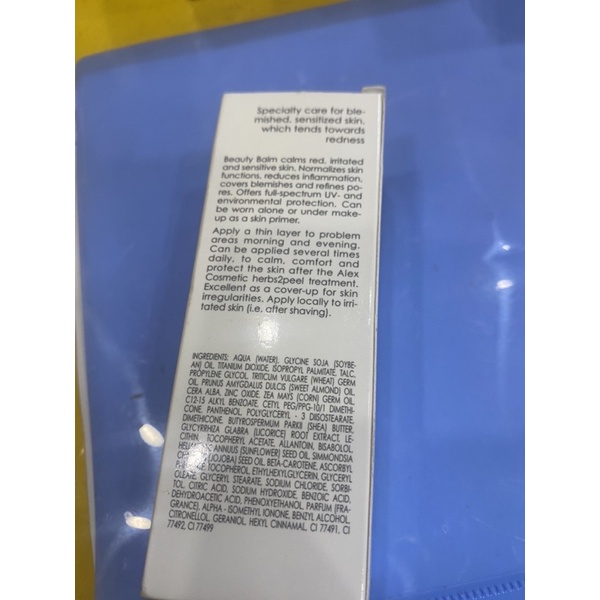 Specialty care for ble-
mished, sensitized skin,
which tends towards
redness
Beauty Balm calms red, irritated
and sensitive skin. Normalizes skin
functions, reduces inflammation,
covers blemishes and refines po-
res. Offers full-spectrum UV- and
environmental protection. Can
be worn alone or under make-
up as a skin primer.
Apply a thin layer to problem
areas morning and evening.
Can be applied several times
daily, to calm, comfort and
protect the skin after the Alex
Cosmetic herbs2peel treatment.
Excellent as a cover-up for skin
irregularities. Apply locally to irri-
tated skin (i.e. after shaving).
INGREDIENTS: AQUA (WATER), GLYCINE SOJA (SOYBE-
AN) OIL, TITANIUM DIOXIDE, ISOPROPYL PALMITATE, TALC,
PROPYLENE GLYCOL, TRITICUM VULGARE (WHEAT) GERM
OIL, PRUNUS AMYGDALUS DULCIS (SWEET ALMOND) OIL,
CERA ALBA, ZINC OXIDE, ZEA MAYS (CORN) GERM OIL,
C12-15 ALKYL BENZOATE, CETYL PEG/PPG-10/1 DIMETHI-
CONE, PANTHENOL, POLYGLYCERYL - 3 DIISOSTEARATE,
DIMETHICONE, BUTYROSPERMUM PARKII (SHEA) BUTTER,
GLYCYRRHIZA GLABRA (LICORICE) ROOT EXTRACT, LE-
CITHIN, TOCOPHERYL ACETATE, ALLANTOIN, BISABOLOL,
ANNUUS (SUNFLOWER) SEED OIL, SIMMONDSIA
(JOJOBA) SEED OIL, BETA-CAROTENE, ASCORBYL
TOCOPHEROL, ETHYLHEXYLGLYCERIN, GLYCERYL
OLEATE, GLYCERYL STEARATE, SODIUM CHLORIDE, SORBI-
TOL, CITRIC ACID, SODIUM HYDROXIDE, BENZOIC ACID,
DEHYDROACETIC ACID, PHENOXYETHANOL, PARFUM (FRA-
GRANCE), ALPHA - ISOMETHYL IONONE, BENZYL ALCOHOL,
CITRONELLOL, GERANIOL, HEXYL CINNAMAL, CI 77491, CI
77492, CI 77499